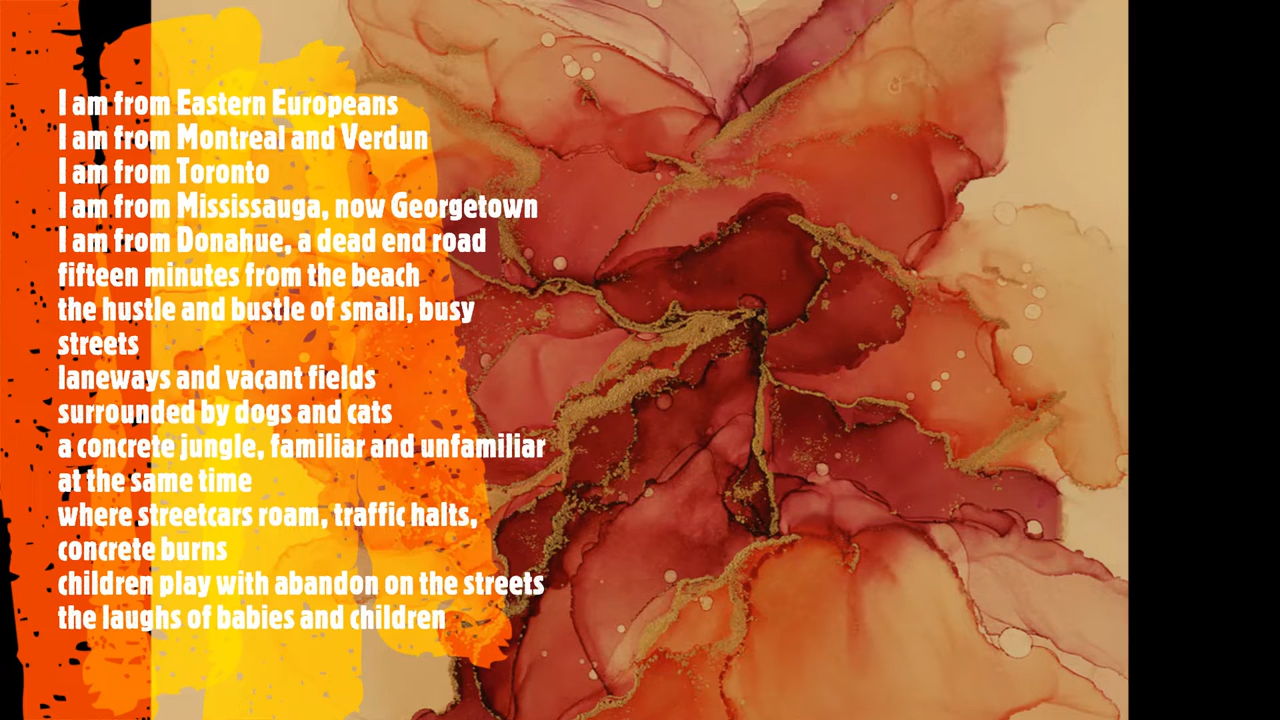 I am from Eastern Europeans
I am from Montreal and Verdun
I am from Toronto
I am from Mississauga, now Georgetown
I am from Donahue, a dead end road
fifteen minutes from the beach
the hustle and bustle of small, busy
streets
laneways and vacant fields
surrounded by dogs and cats
a concrete jungle, familiar and unfamiliar
at the same time
where streetcars roam, traffic halts,
concrete burns
children play with abandon on the streets
the laughs of babies and children